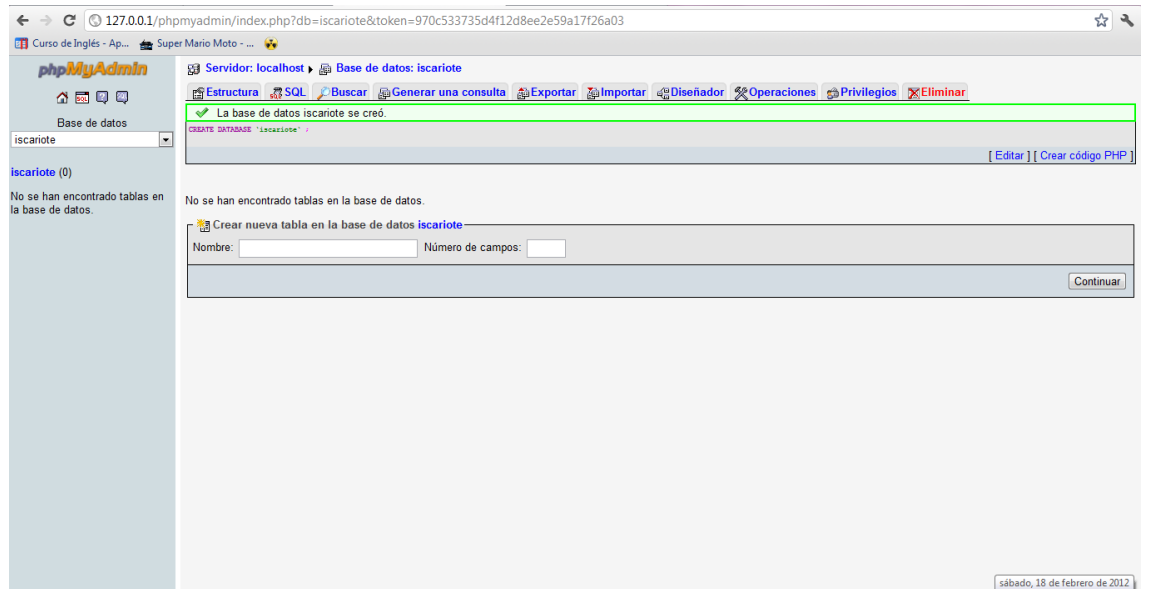 127.0.0.1/phpmyadmin/index.php?db=iscariote&token=970c533735d4f12d8ee2e59a17f26a03
Curso de Inglés - Ap... Super Mario Moto - ...
phpMyAdmin
Base de datos
iscariote
iscariote (0)
No se han encontrado tablas en
la base de datos.
Servidor: localhost Base de datos: iscariote
Estructura SQL Buscar Generar una consulta Exportar Importar Diseñador Operaciones Privilegios Eliminar
La base de datos iscariote se creó.
CREATE DATABASE `iscariote` ;
[ Editar ] [ Crear código PHP ]
No se han encontrado tablas en la base de datos.
Crear nueva tabla en la base de datos iscariote
Nombre: Número de campos:
Continuar
sábado, 18 de febrero de 2012